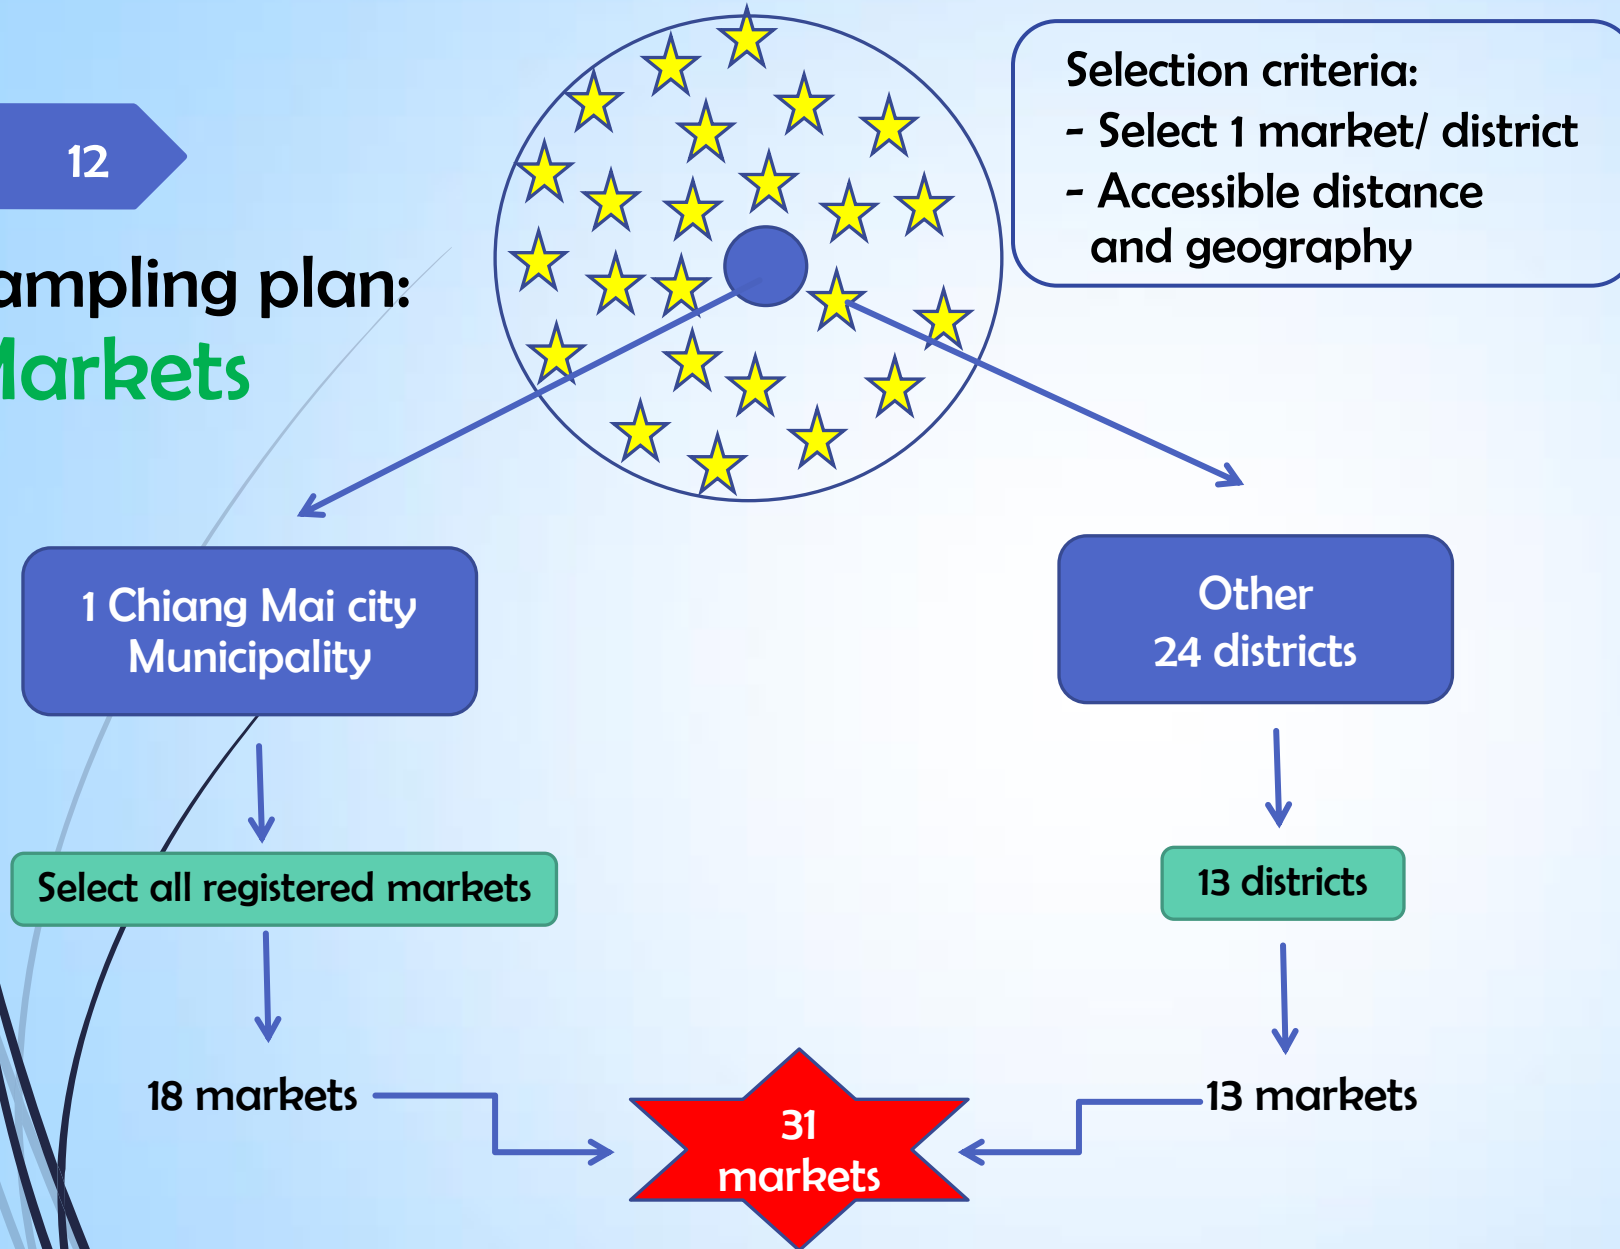 12
ampling plan:
Markets
Selection criteria:
- Select 1 market/ district
- Accessible distance
and geography
1 Chiang Mai city
Municipality
Other
24 districts
Select all registered markets
13 districts
18 markets
13 markets
31
markets